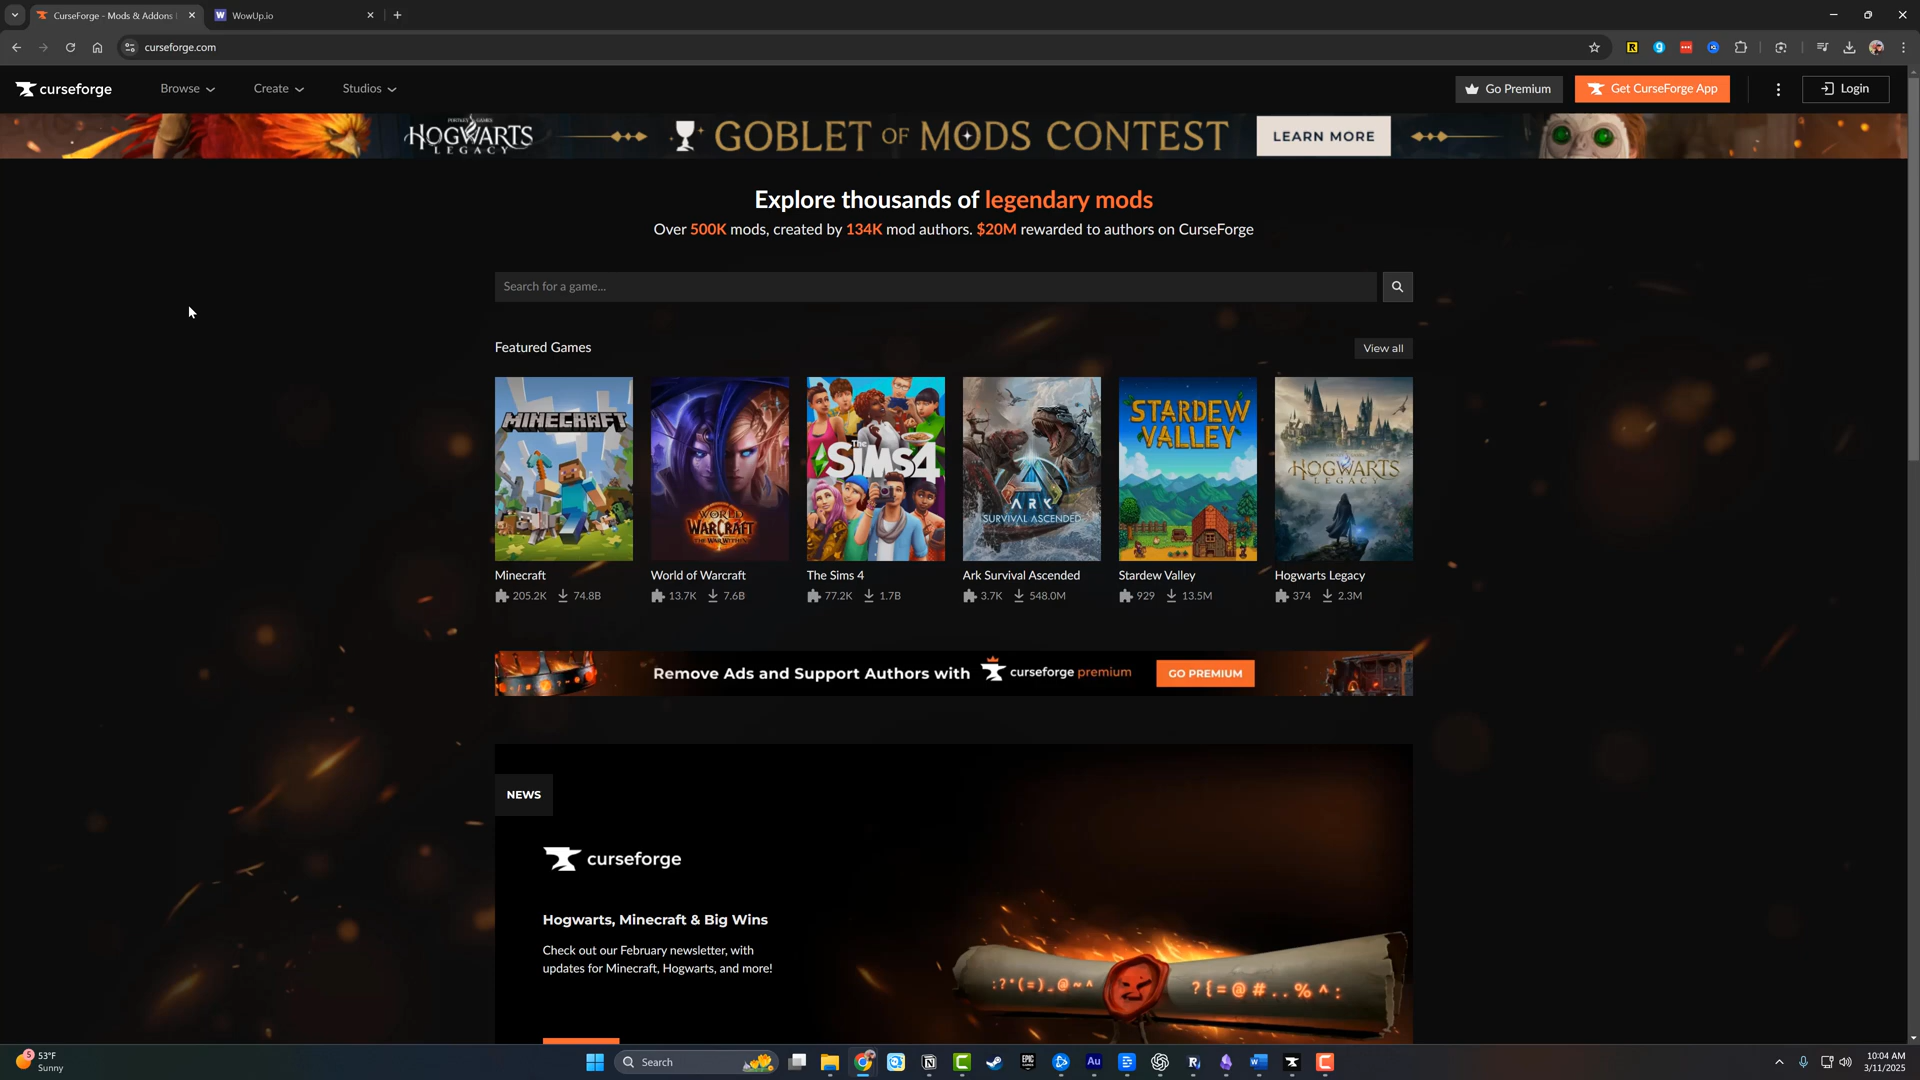 CurseForge - Mods & Addons
WowUp.io
curseforge.com
curseforge
Browse
Create
Studios
Go Premium
Get CurseForge App
Login
HOGWARTS
LEGACY
GOBLET OF MODS CONTEST
LEARN MORE
Explore thousands of legendary mods
Over 500K mods, created by 134K mod authors. $20M rewarded to authors on CurseForge
Search for a game...
Featured Games
View all
MINECRAFT
WORLD OF WARCRAFT
THE WAR WITHIN
The SIMS 4
ARK
SURVIVAL ASCENDED
STARDEW VALLEY
HOGWARTS
LEGACY
Minecraft
World of Warcraft
The Sims 4
Ark Survival Ascended
Stardew Valley
Hogwarts Legacy
205.2K 74.8B
13.7K 7.6B
77.2K 1.7B
3.7K 548.0M
929 13.5M
374 2.3M
Remove Ads and Support Authors with curseforge premium
GO PREMIUM
NEWS
curseforge
Hogwarts, Minecraft & Big Wins
Check out our February newsletter, with
updates for Minecraft, Hogwarts, and more!
5
53°F
Sunny
Search
10:04 AM
3/11/2025